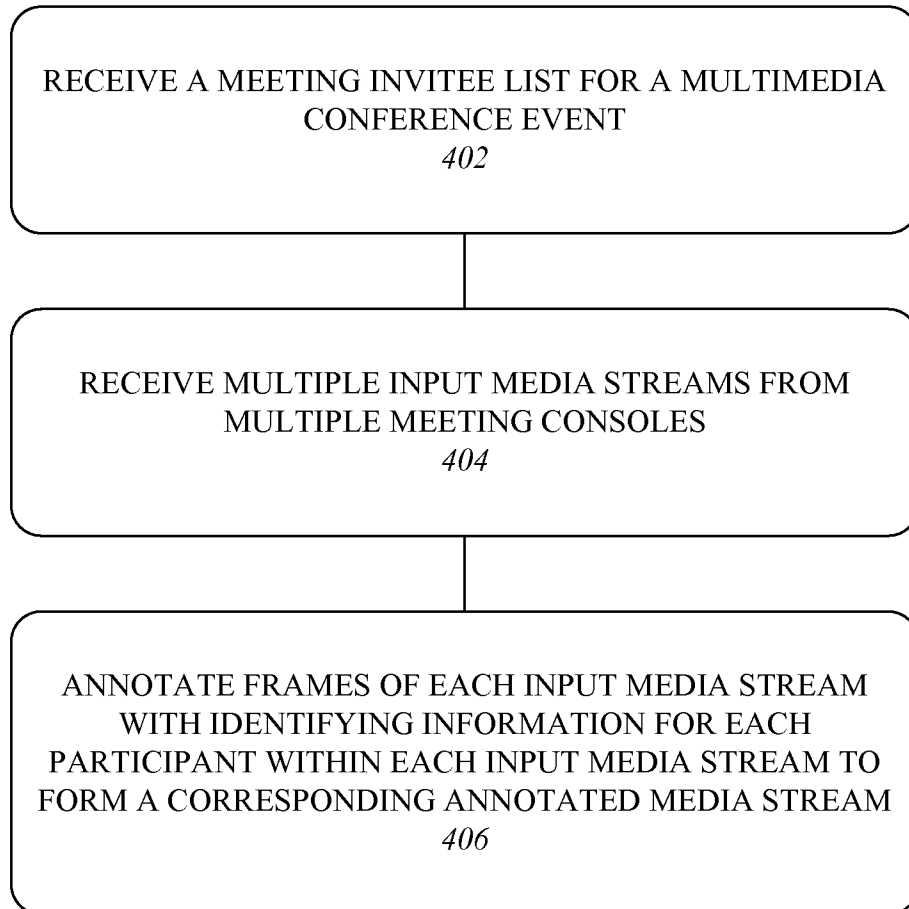 RECEIVE A MEETING INVITEE LIST FOR A MULTIMEDIA
CONFERENCE EVENT
402
RECEIVE MULTIPLE INPUT MEDIA STREAMS FROM
MULTIPLE MEETING CONSOLES
404
ANNOTATE FRAMES OF EACH INPUT MEDIA STREAM
WITH IDENTIFYING INFORMATION FOR EACH
PARTICIPANT WITHIN EACH INPUT MEDIA STREAM TO
FORM A CORRESPONDING ANNOTATED MEDIA STREAM
406